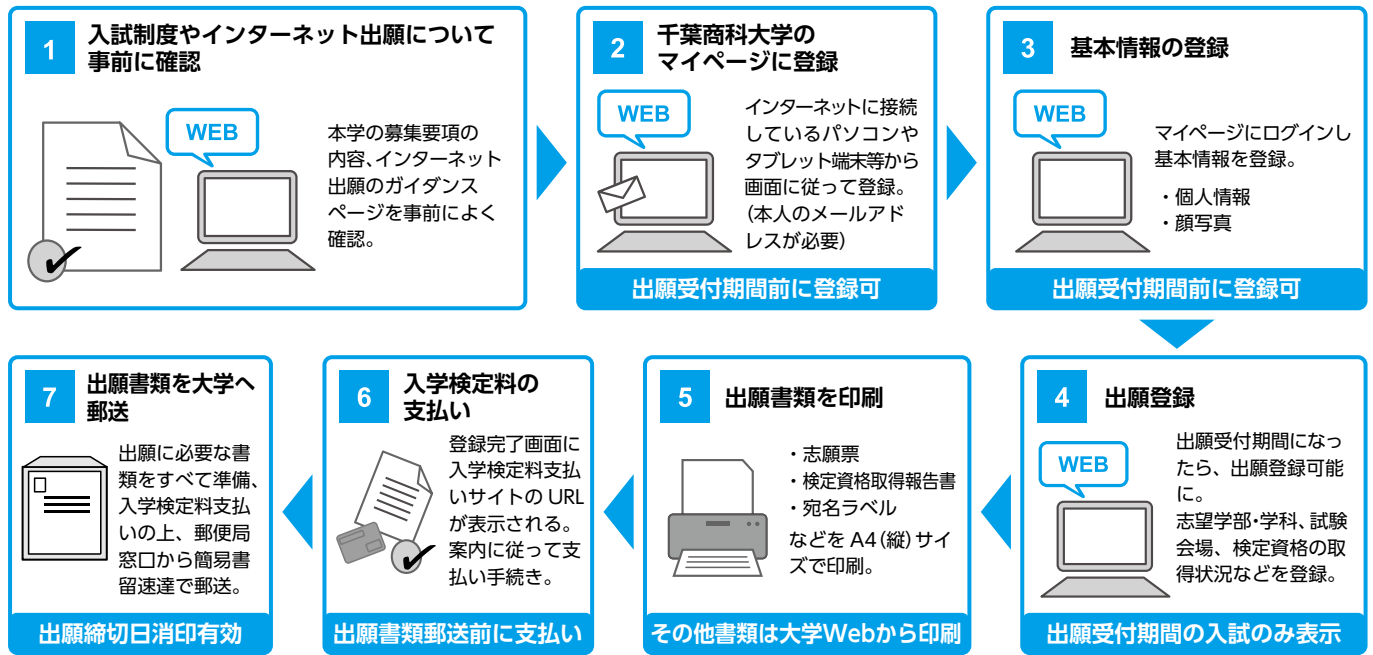 1
入試制度やインターネット出願について
事前に確認
WEB
本学の募集要項の
内容、インターネット
出願のガイダンス
ページを事前によく
確認。
2
千葉商科大学の
マイページに登録
WEB
インターネットに接続
しているパソコンや
タブレット端末等から
画面に従って登録。
（本人のメールアド
レスが必要）
出願受付期間前に登録可
3
基本情報の登録
WEB
マイページにログインし
基本情報を登録。
・個人情報
・顔写真
出願受付期間前に登録可
4
出願登録
WEB
出願受付期間になっ
たら、出願登録可能
に。
志望学部・学科、試験
会場、検定資格の取
得状況などを登録。
出願受付期間の入試のみ表示
5
出願書類を印刷
・志願票
・検定資格取得報告書
・宛名ラベル
などを A4（縦）サイ
ズで印刷。
その他書類は大学Webから印刷
6
入学検定料の
支払い
登録完了画面に
入学検定料支払
いサイトの URL
が表示される。
案内に従って支
払い手続き。
出願書類郵送前に支払い
7
出願書類を大学へ
郵送
出願に必要な書
類をすべて準備、
入学検定料支払
いの上、郵便局
窓口から簡易書
留速達で郵送。
出願締切日消印有効